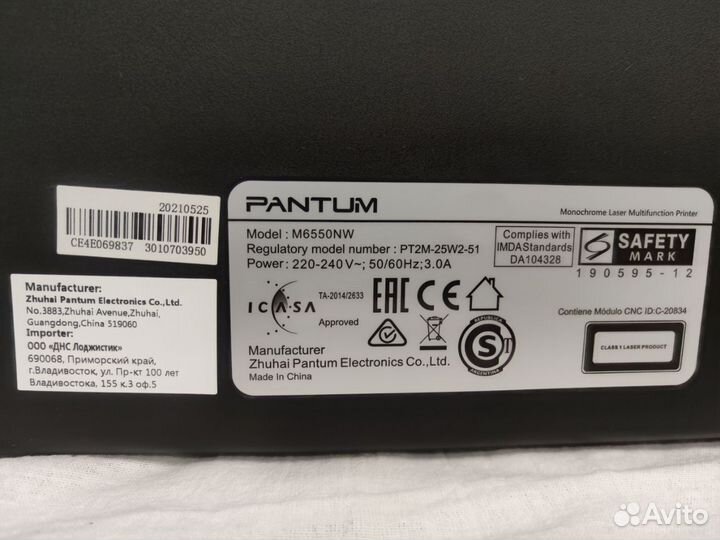 20210525
CE4E069837 3010703950
Manufacturer:
Zhuhai Pantum Electronics Co.,Ltd.
No.3883,Zhuhai Avenue,Zhuhai,
Guangdong,China 519060
Importer:
ООО «ДНС Лоджистик»
690068, Приморский край,
г.Владивосток, ул. Пр-кт 100 лет
Владивостока, 155 к.3 оф.5
PANTUM
Monochrome Laser Multifunction Printer
Model : M6550NW
Regulatory model number : PT2M-25W2-51
Power: 220-240V~; 50/60Hz;3.0A
Complies with
IMDAStandards
DA104328
SAFETY
MARK
190595-12
ICASA
TA-2014/2633
Approved
EAC
CE
Contiene Módulo CNC ID:C-20834
REPUBLICA
S
T
ARGENTINA
CLASS 1 LASER PRODUCT
Manufacturer
Zhuhai Pantum Electronics Co.,Ltd.
Made In China
Avito